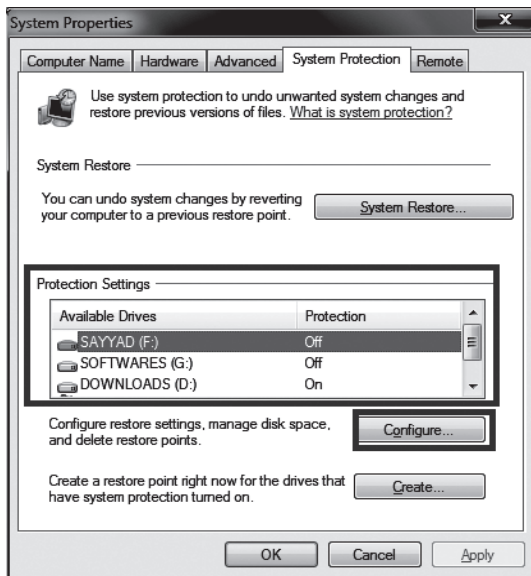 System Properties
X
Computer Name Hardware Advanced System Protection Remote
Use system protection to undo unwanted system changes and
restore previous versions of files. What is system protection?
System Restore
You can undo system changes by reverting
your computer to a previous restore point.
System Restore...
Protection Settings
Available Drives Protection
SAYYAD (F:) Off
SOFTWARES (G:) Off
DOWNLOADS (D:) On
Configure restore settings, manage disk space,
and delete restore points.
Configure...
Create a restore point right now for the drives that
have system protection turned on.
Create...
OK Cancel Apply